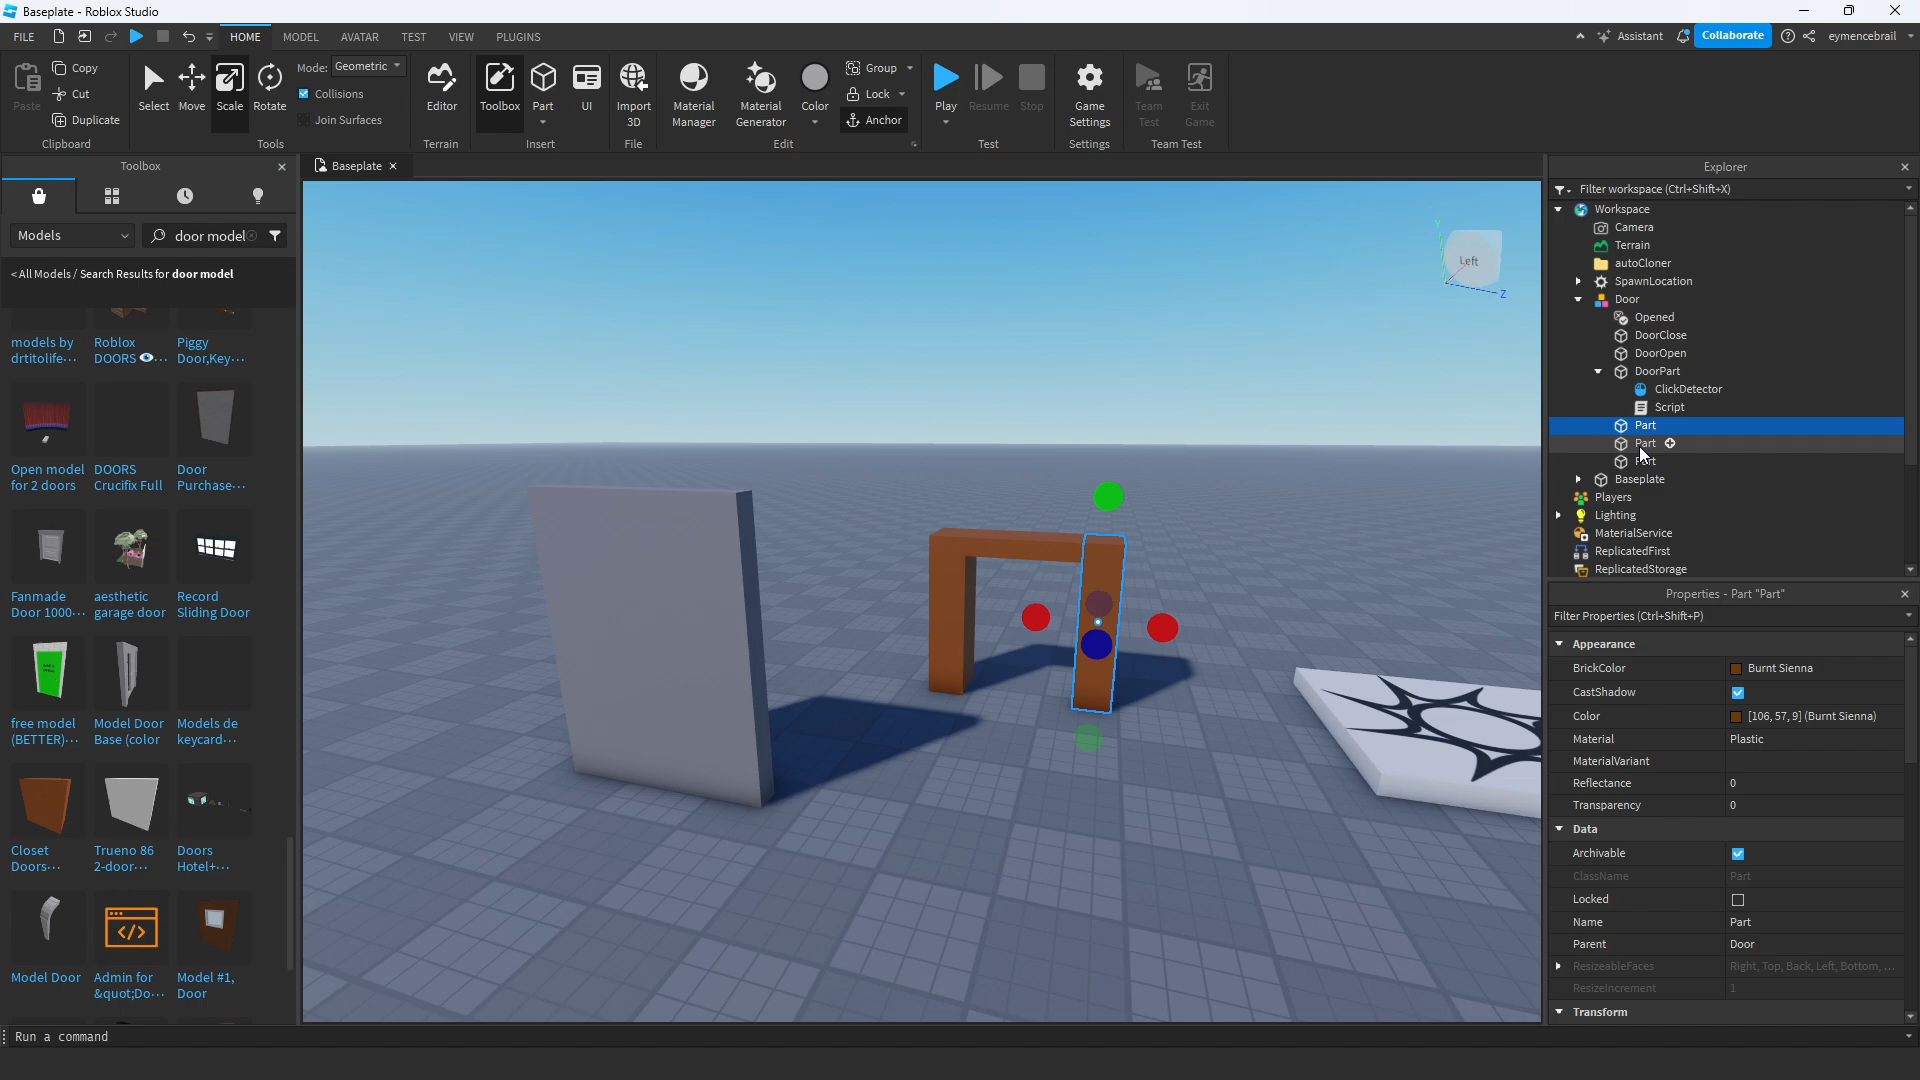 Baseplate - Roblox Studio
FILE HOME MODEL AVATAR TEST VIEW PLUGINS Assistant Collaborate eymencebrail
Paste Copy Cut Duplicate Clipboard
Select Move Scale Rotate Mode: Geometric Collisions Join Surfaces Tools
Editor Terrain
Toolbox Part UI Insert
Import 3D File
Material Manager Material Generator Color Group Lock Anchor Edit
Play Resume Stop Test
Game Settings Settings
Team Test Exit Game Team Test
Toolbox
Models door model
< All Models / Search Results for door model
models by drtitolife··· Roblox DOORS 👁··· Piggy Door,Key···
Open model for 2 doors DOORS Crucifix Full Door Purchase···
Fanmade Door 1000··· aesthetic garage door Record Sliding Door
free model (BETTER)··· Model Door Base (color Models de keycard···
Closet Doors··· Trueno 86 2-door··· Doors Hotel+···
Model Door Admin for &quot;Do··· Model #1, Door
Baseplate
Left
Y
Z
Explorer
Filter workspace (Ctrl+Shift+X)
Workspace
Camera
Terrain
autoCloner
SpawnLocation
Door
Opened
DoorClose
DoorOpen
DoorPart
ClickDetector
Script
Part
Part
Part
Baseplate
Players
Lighting
MaterialService
ReplicatedFirst
ReplicatedStorage
Properties - Part "Part"
Filter Properties (Ctrl+Shift+P)
Appearance
BrickColor Burnt Sienna
CastShadow
Color [106, 57, 9] (Burnt Sienna)
Material Plastic
MaterialVariant
Reflectance 0
Transparency 0
Data
Archivable
ClassName Part
Locked
Name Part
Parent Door
ResizeableFaces Right, Top, Back, Left, Bottom, ...
ResizeIncrement 1
Transform
Run a command